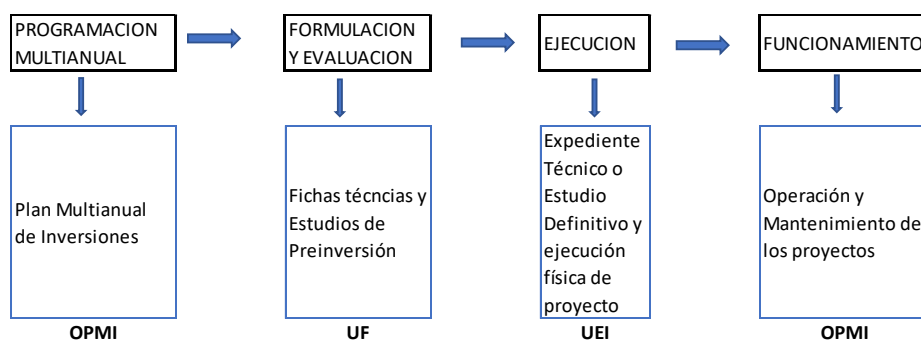 PROGRAMACION
MULTIANUAL
FORMULACION
Y EVALUACION
EJECUCION
FUNCIONAMIENTO
Plan Multianual
de Inversiones
Fichas técncias y
Estudios de
Preinversión
Expediente
Técnico o
Estudio
Definitivo y
ejecución
física de
proyecto
Operación y
Mantenimiento de
los proyectos
OPMI
UF
UEI
OPMI